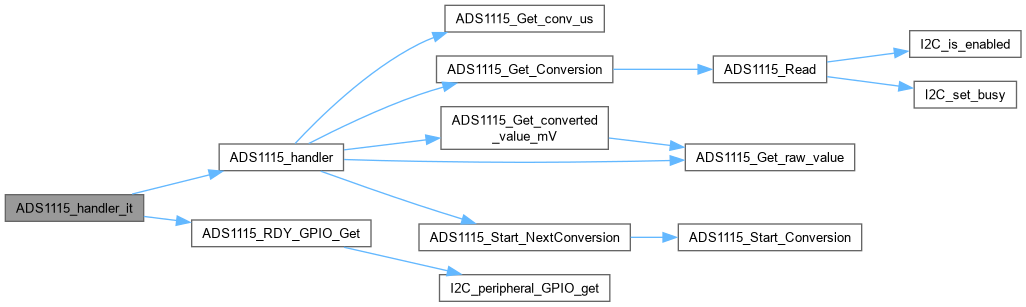 ADS1115_handler_it
ADS1115_handler
ADS1115_RDY_GPIO_Get
ADS1115_Get_conv_us
ADS1115_Get_Conversion
ADS1115_Get_converted
_value_mV
ADS1115_Start_NextConversion
I2C_peripheral_GPIO_get
ADS1115_Read
ADS1115_Get_raw_value
ADS1115_Start_Conversion
I2C_is_enabled
I2C_set_busy